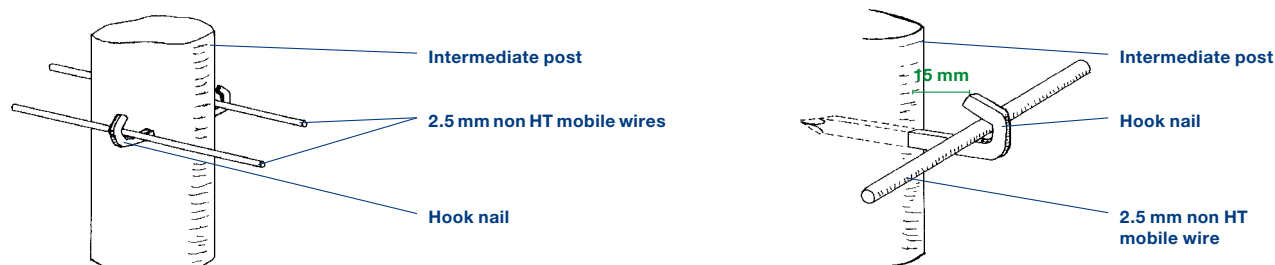 Intermediate post
2.5 mm non HT mobile wires
Hook nail
Intermediate post
15 mm
Hook nail
2.5 mm non HT
mobile wire